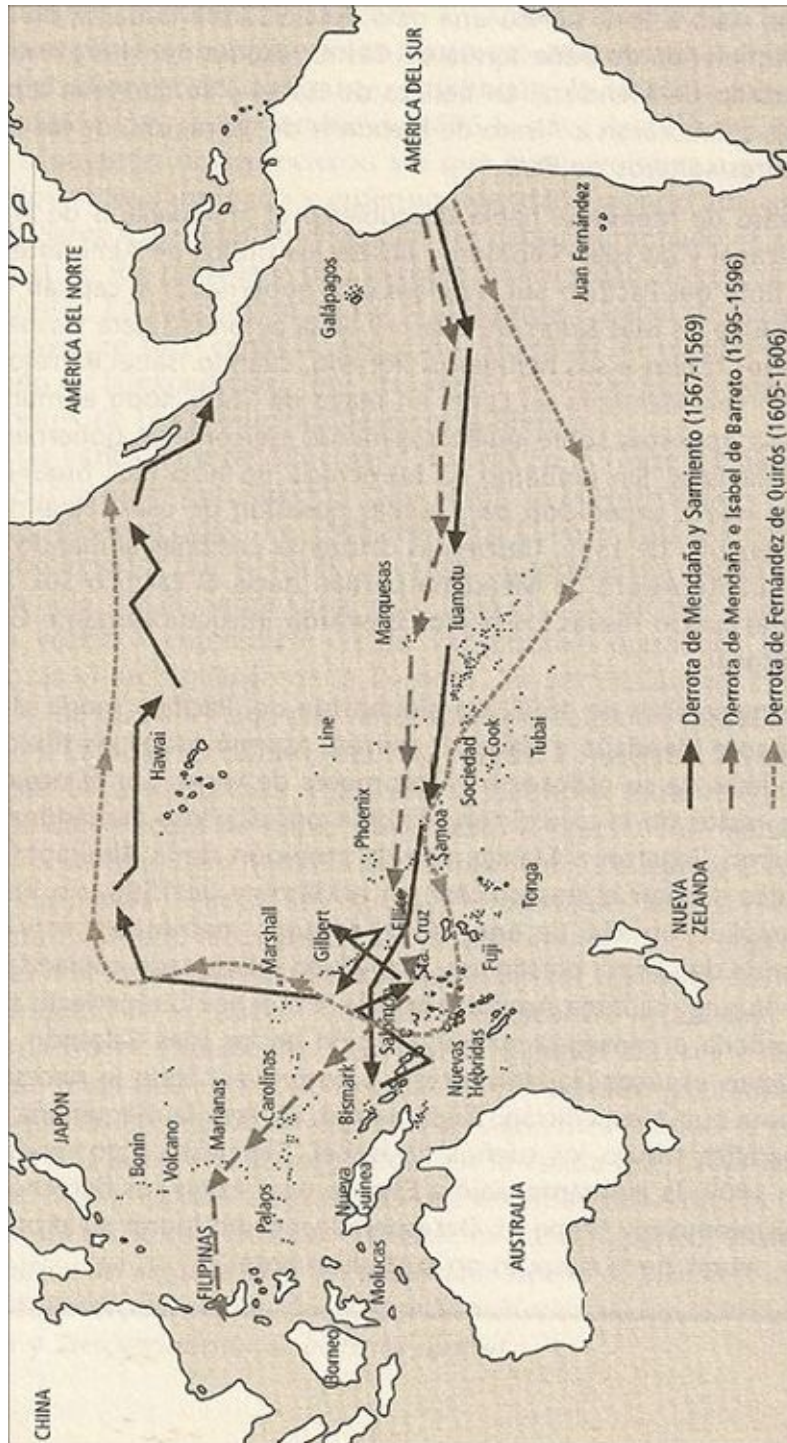 CHINA
JAPÓN
AMÉRICA DEL NORTE
Bonin
Volcano
Hawai
FILIPINAS
Marianas
Marshall
Palaos
Carolinas
Gilbert
Phoenix
Line
Galápagos
AMÉRICA DEL SUR
Borneo
Molucas
Nueva
Guinea
Bismark
Salomón
Ellice
Sta. Cruz
Marquesas
Samoa
Tuamotu
Nuevas
Hébridas
Fuji
Tonga
Sociedad
Cook
Tubai
Juan Fernández
AUSTRALIA
NUEVA
ZELANDA
Derrota de Mendaña y Sarmiento (1567-1569)
Derrota de Mendaña e Isabel de Barreto (1595-1596)
Derrota de Fernández de Quirós (1605-1606)